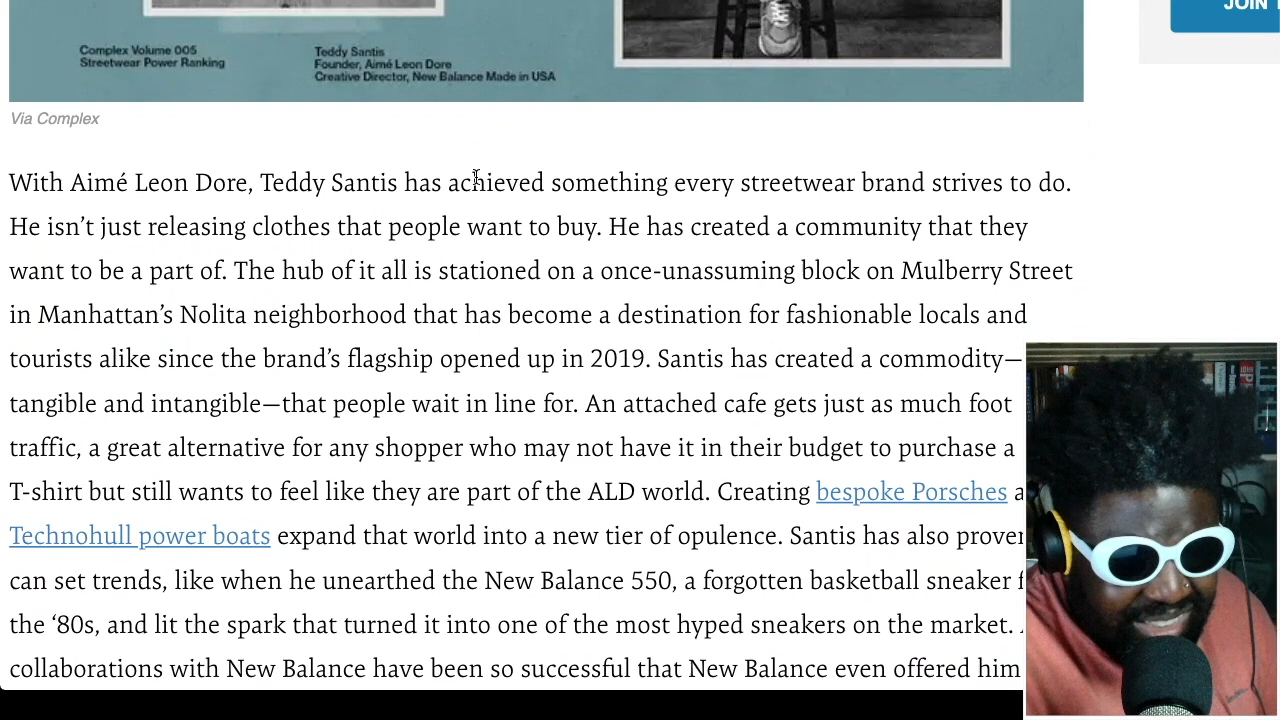 JOIN
Complex Volume 005
Streetwear Power Ranking
Teddy Santis
Founder, Aimé Leon Dore
Creative Director, New Balance Made in USA
Via Complex
With Aimé Leon Dore, Teddy Santis has achieved something every streetwear brand strives to do.
He isn’t just releasing clothes that people want to buy. He has created a community that they
want to be a part of. The hub of it all is stationed on a once-unassuming block on Mulberry Street
in Manhattan’s Nolita neighborhood that has become a destination for fashionable locals and
tourists alike since the brand’s flagship opened up in 2019. Santis has created a commodity—
tangible and intangible—that people wait in line for. An attached cafe gets just as much foot
traffic, a great alternative for any shopper who may not have it in their budget to purchase a
T-shirt but still wants to feel like they are part of the ALD world. Creating bespoke Porsches
Technohull power boats expand that world into a new tier of opulence. Santis has also
can set trends, like when he unearthed the New Balance 550, a forgotten basketball sneaker
the ‘80s, and lit the spark that turned it into one of the most hyped sneakers on the market.
collaborations with New Balance have been so successful that New Balance even offered him